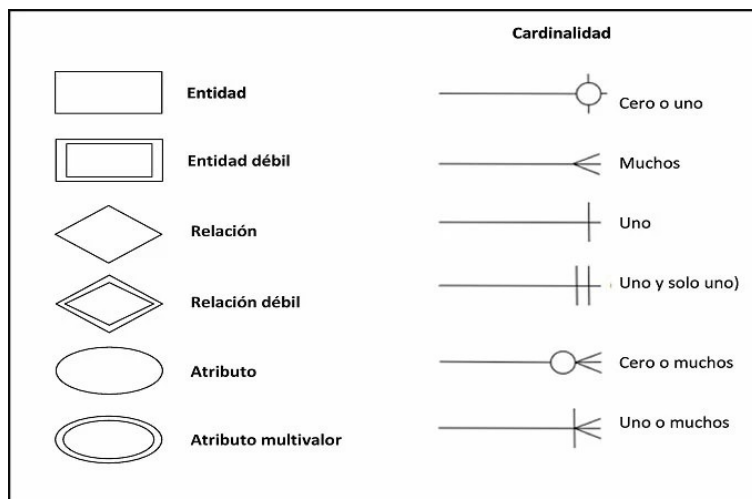 Cardinalidad
Entidad
Cero o uno
Entidad débil
Muchos
Relación
Uno
Relación débil
Uno y solo uno)
Atributo
Cero o muchos
Atributo multivalor
Uno o muchos